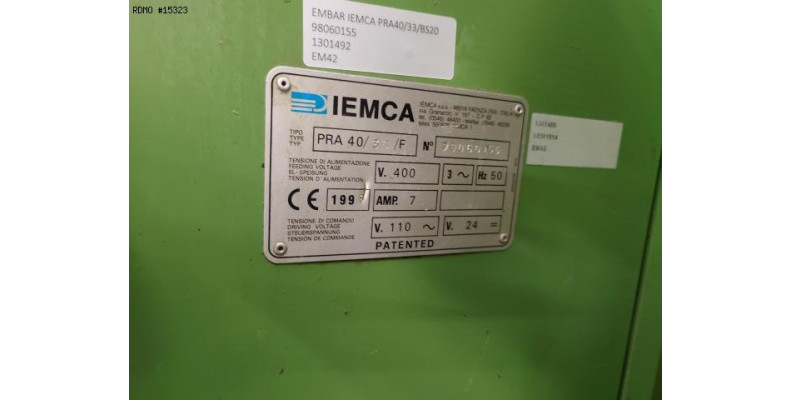 RDMO #15323
EMBAR IEMCA PRA40/33/BS20
98060155
1301492
EM42
IEMCA
TIPO
TYPE
TYP
PRA 40/ /F
N°
TENSIONE DI ALIMENTAZIONE
FEEDING VOLTAGE
EL-SPEISUNG
TENSION D'ALIMENTATION
V. 400
3 ~
Hz 50
CE
199
AMP. 7
TENSIONE DI COMANDO
DRIVING VOLTAGE
STEUERSPANNUNG
TENSION DE COMMANDE
V. 110 ~
V. 24 =
PATENTED